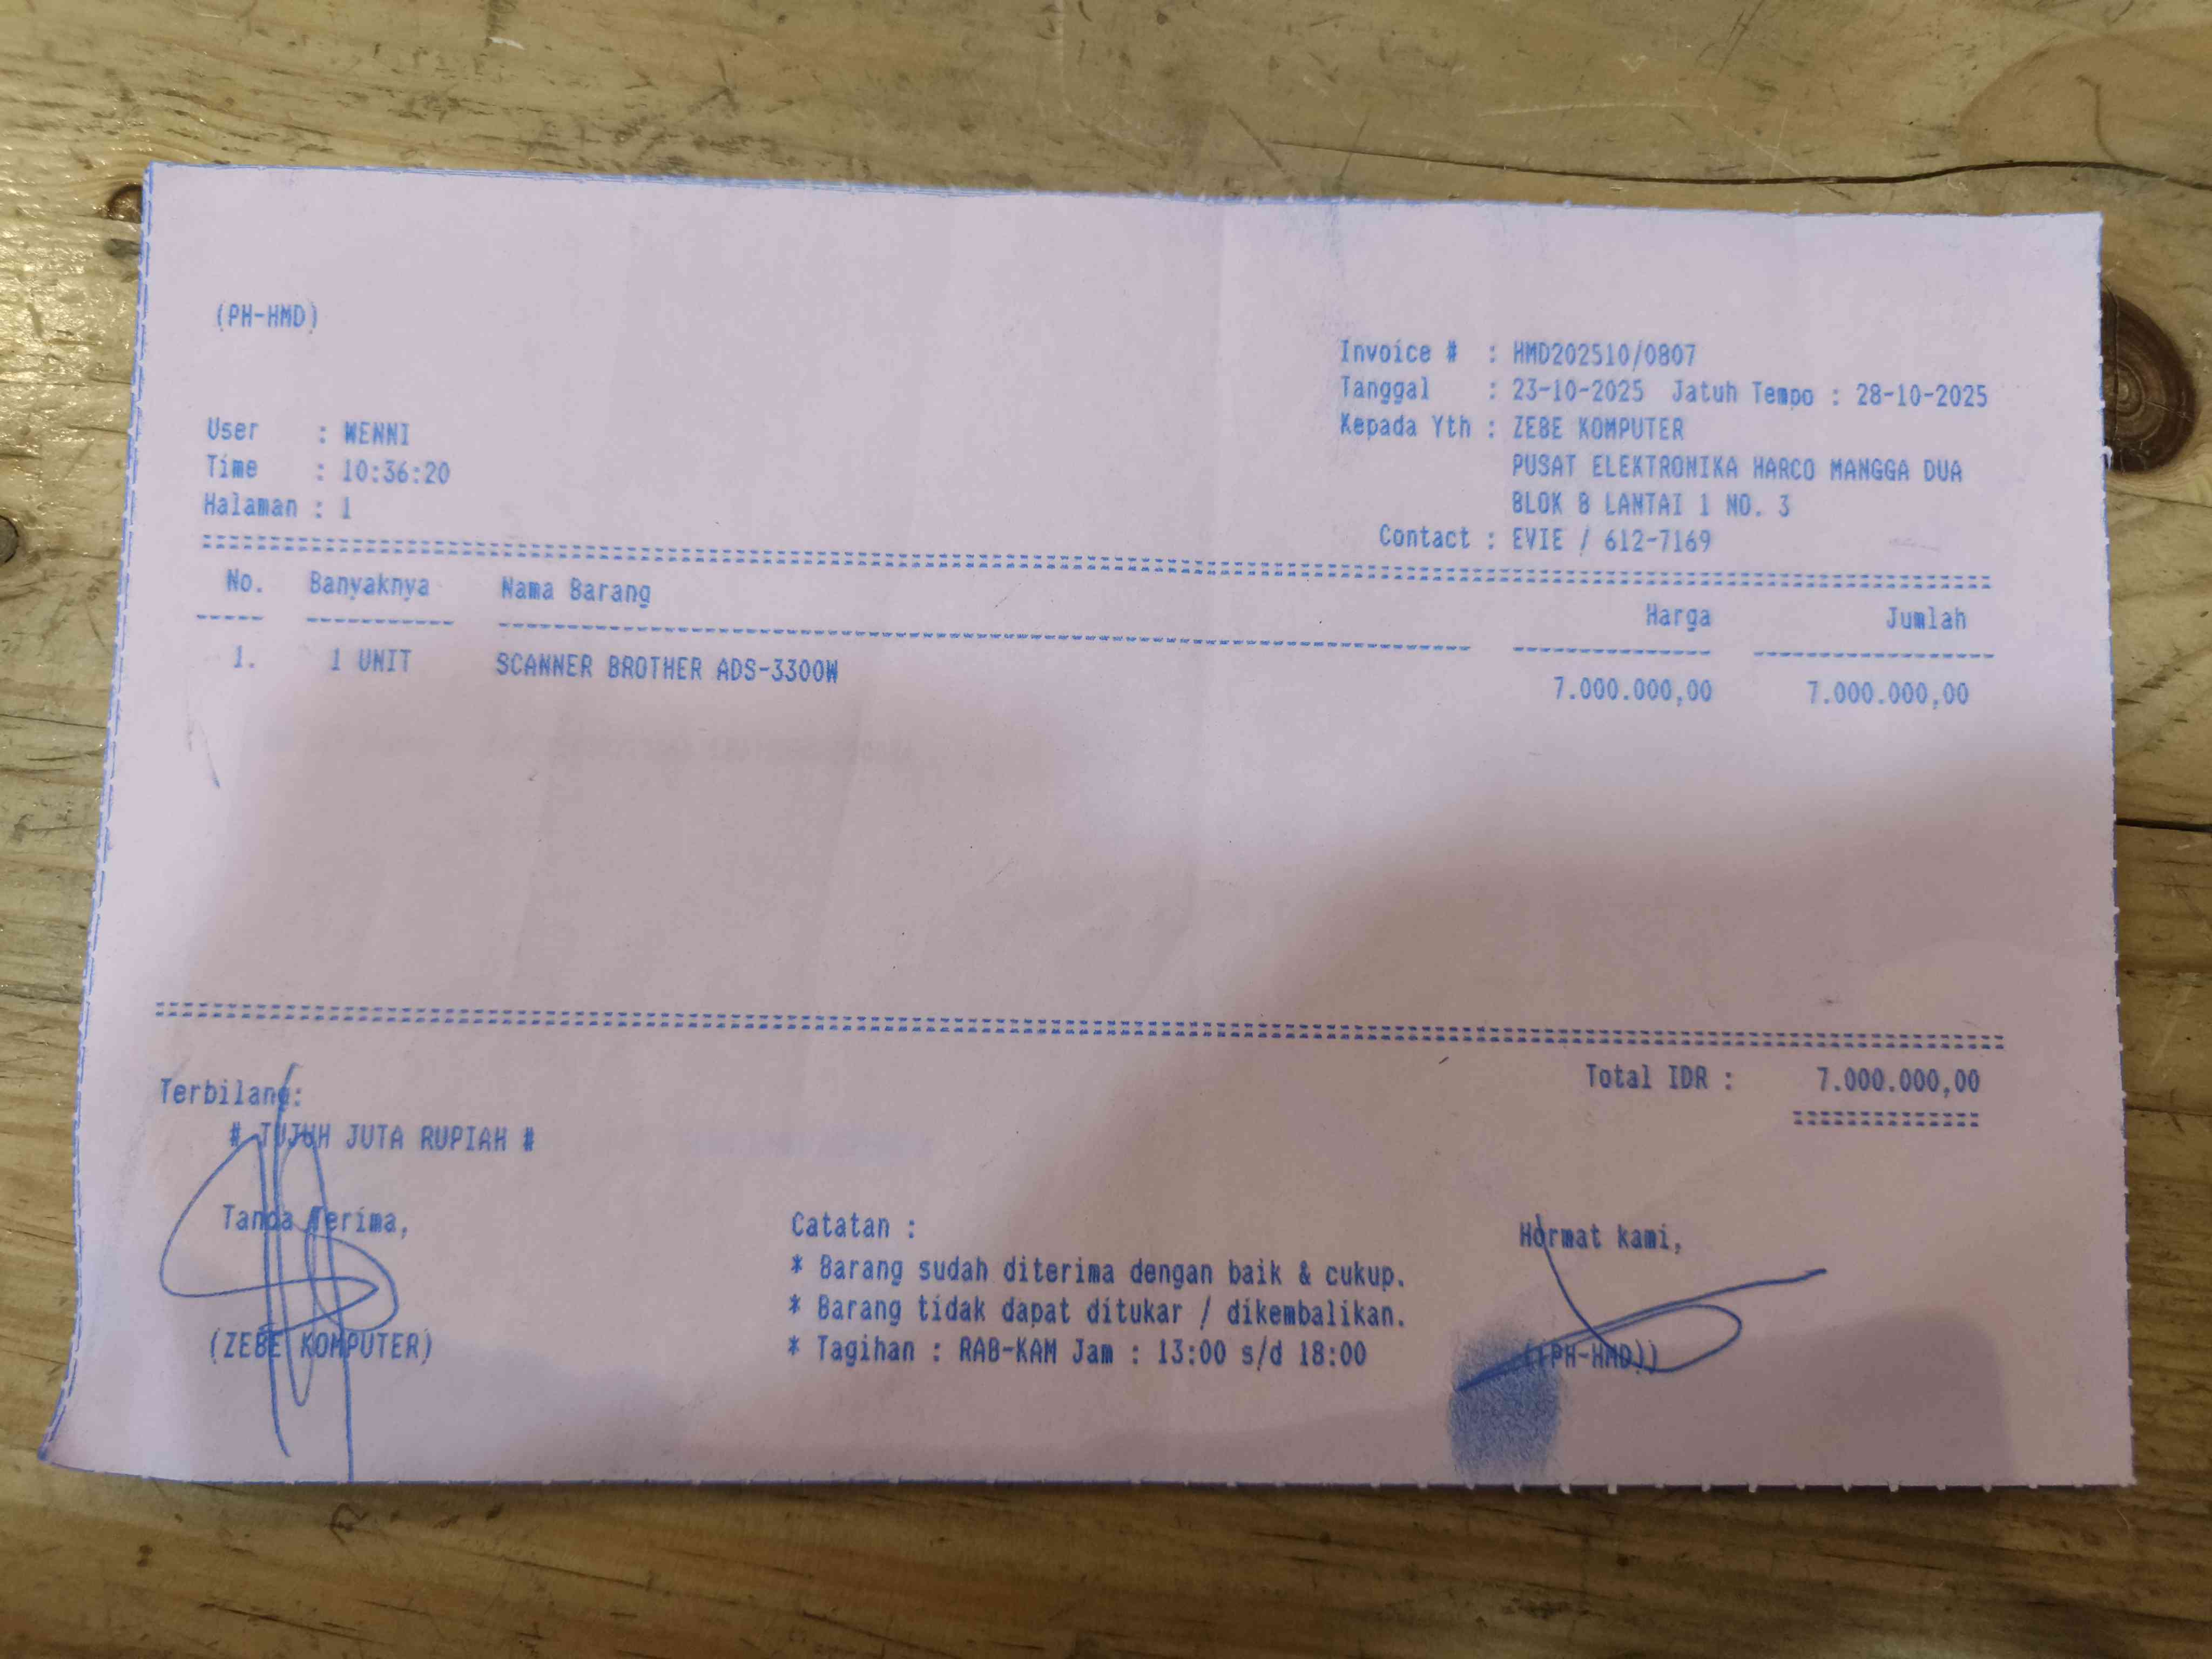 (PH-HMD)
Invoice # : HMD202510/0807
Tanggal : 23-10-2025 Jatuh Tempo : 28-10-2025
Kepada Yth : ZEBE KOMPUTER
PUSAT ELEKTRONIKA HARCO MANGGA DUA
BLOK B LANTAI 1 NO. 3
Contact : EVIE / 612-7169
User : WENNI
Time : 10:36:20
Halaman : 1
No. Banyaknya Nama Barang Harga Jumlah
1. 1 UNIT SCANNER BROTHER ADS-3300W 7.000.000,00 7.000.000,00
Total IDR : 7.000.000,00
Terbilang:
# TUJUH JUTA RUPIAH #
Tanda Terima,
(ZEBE KOMPUTER)
Catatan :
* Barang sudah diterima dengan baik & cukup.
* Barang tidak dapat ditukar / dikembalikan.
* Tagihan : RAB-KAM Jam : 13:00 s/d 18:00
Hormat kami,
((PH-HMD))